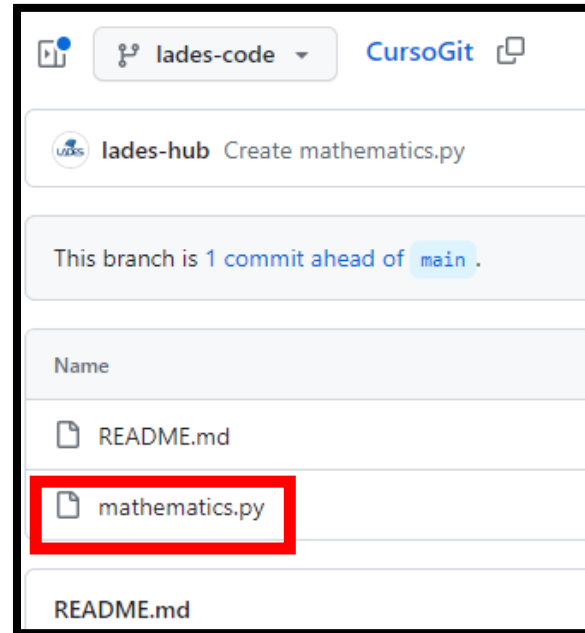 lades-code CursoGit
LADES lades-hub Create mathematics.py
This branch is 1 commit ahead of main .
Name
README.md
mathematics.py
README.md